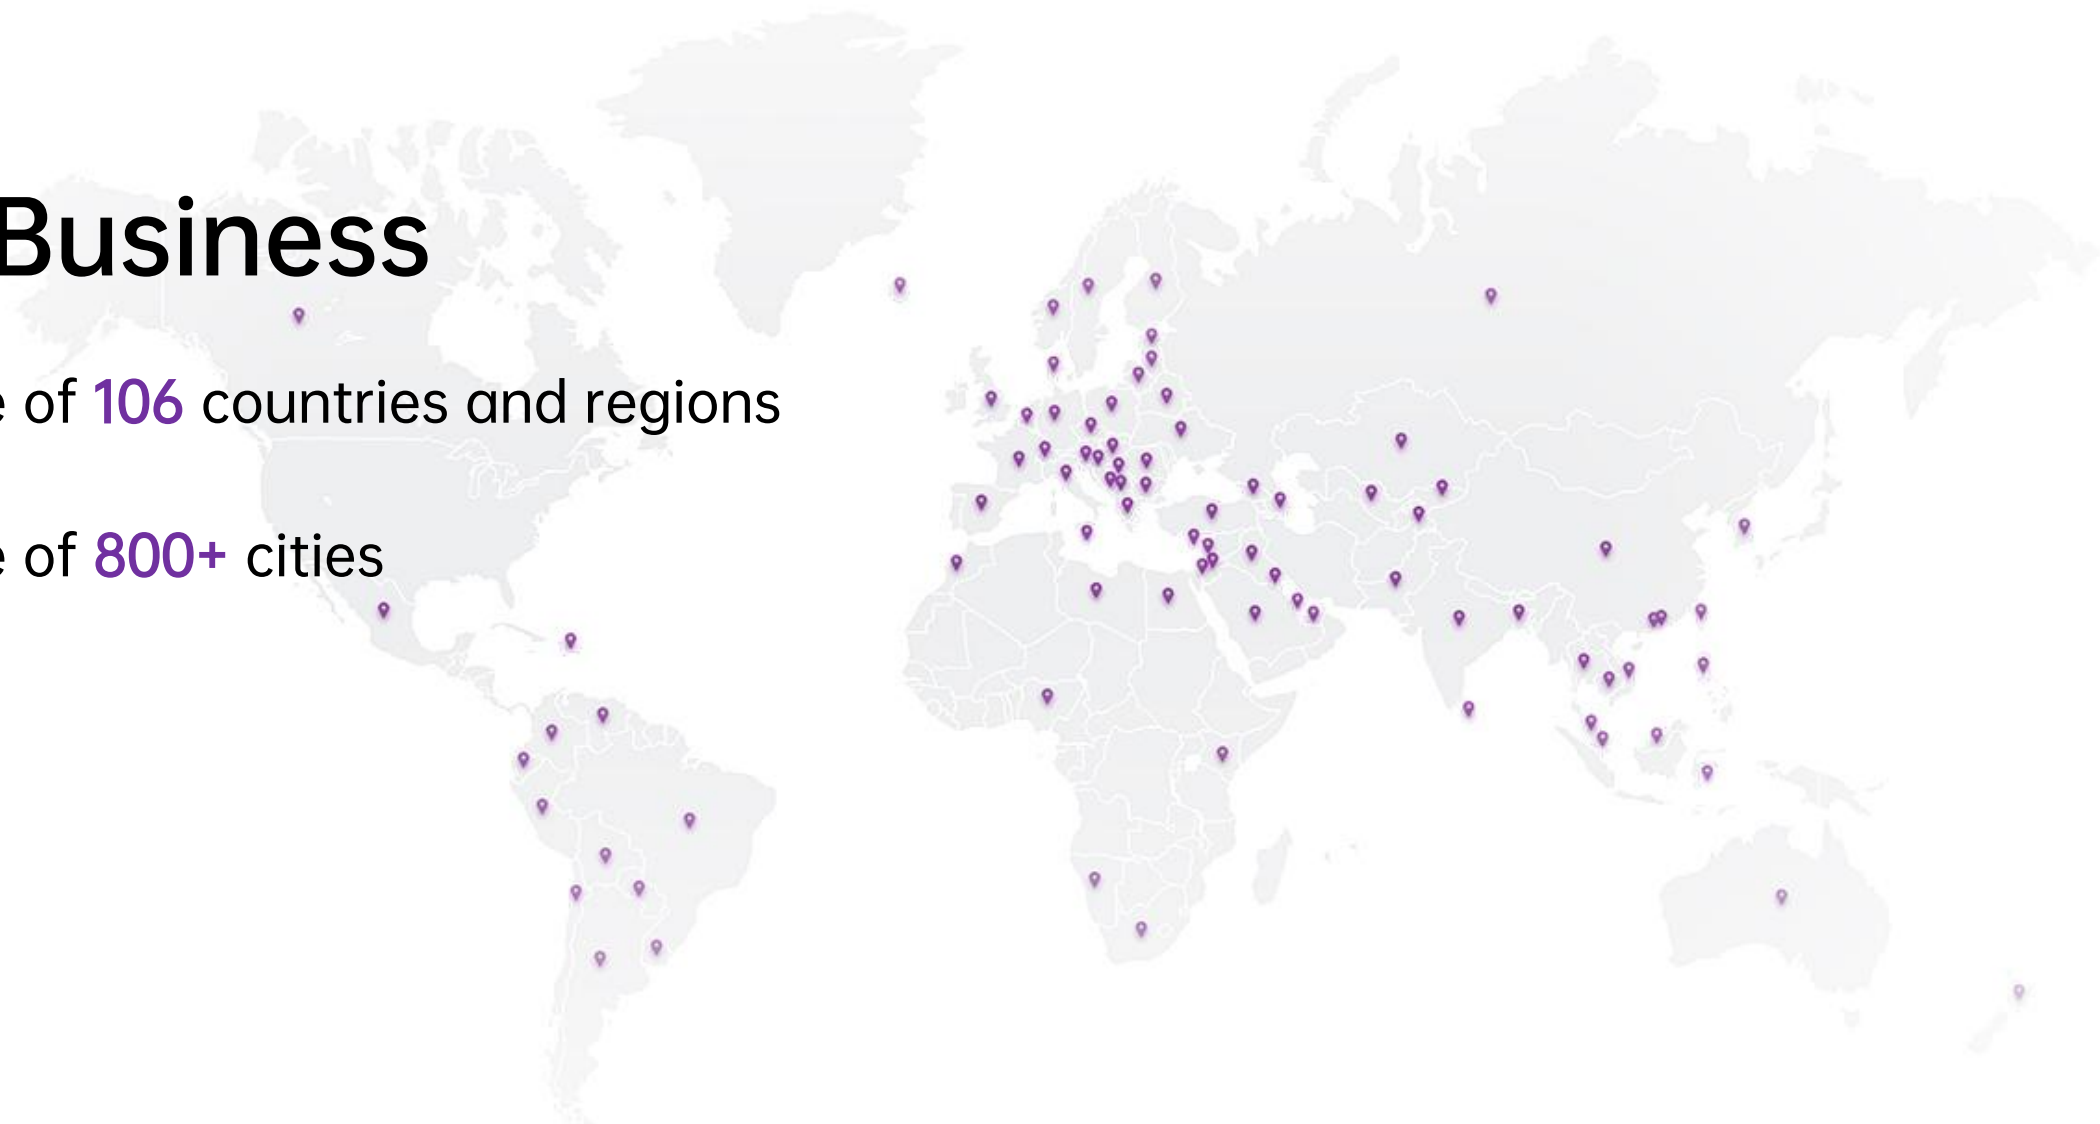 Business
e of 106 countries and regions
e of 800+ cities